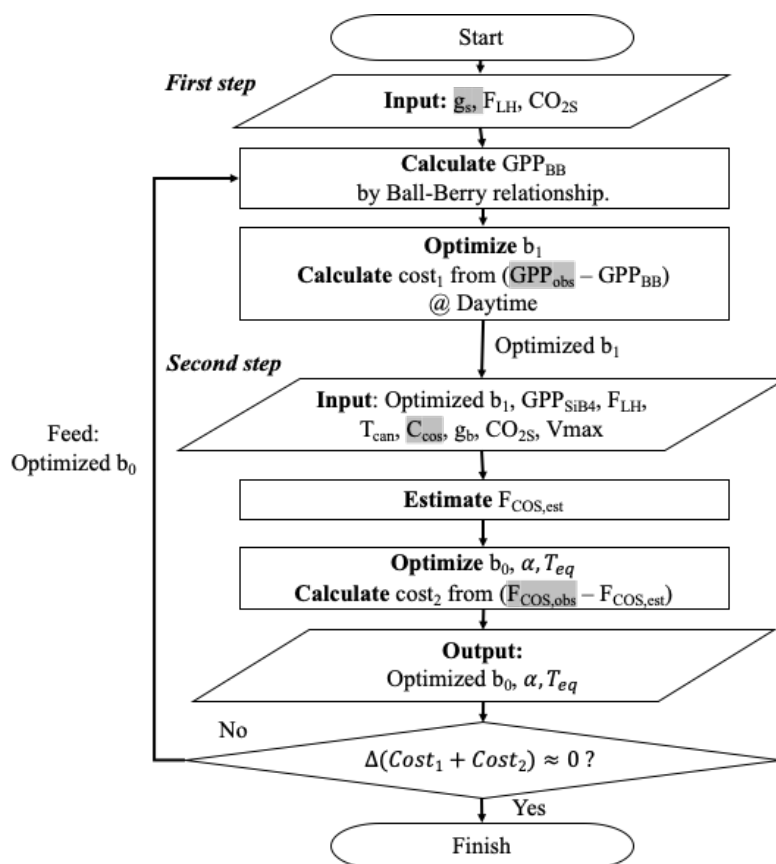 Start
First step
Input: gs, FLH, CO2S
Calculate GPPBB
by Ball-Berry relationship.
Optimize b1
Calculate cost1 from (GPPobs – GPPBB)
@ Daytime
Optimized b1
Second step
Input: Optimized b1, GPPSiB4, FLH,
Tcan, Ccos, gb, CO2S, Vmax
Feed:
Optimized b0
Estimate FCOS,est
Optimize b0, α, Teq
Calculate cost2 from (FCOS,obs – FCOS,est)
Output:
Optimized b0, α, Teq
No
Δ(Cost1 + Cost2) ≈ 0 ?
Yes
Finish